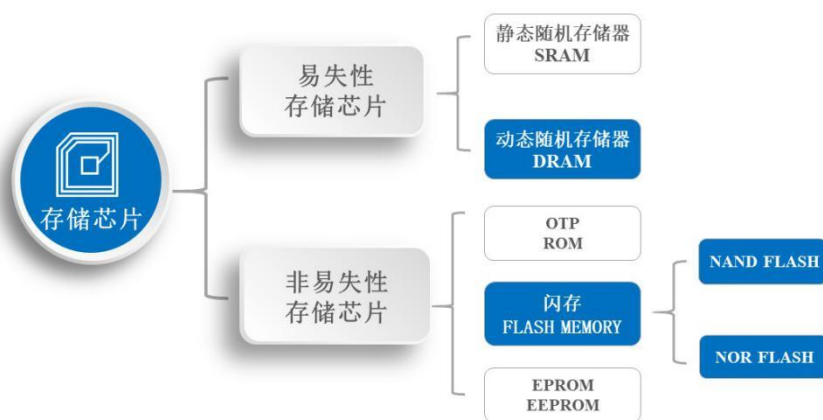 存储芯片
易失性
存储芯片
静态随机存储器
SRAM
动态随机存储器
DRAM
非易失性
存储芯片
OTP
ROM
闪存
FLASH MEMORY
NAND FLASH
NOR FLASH
EPROM
EEPROM